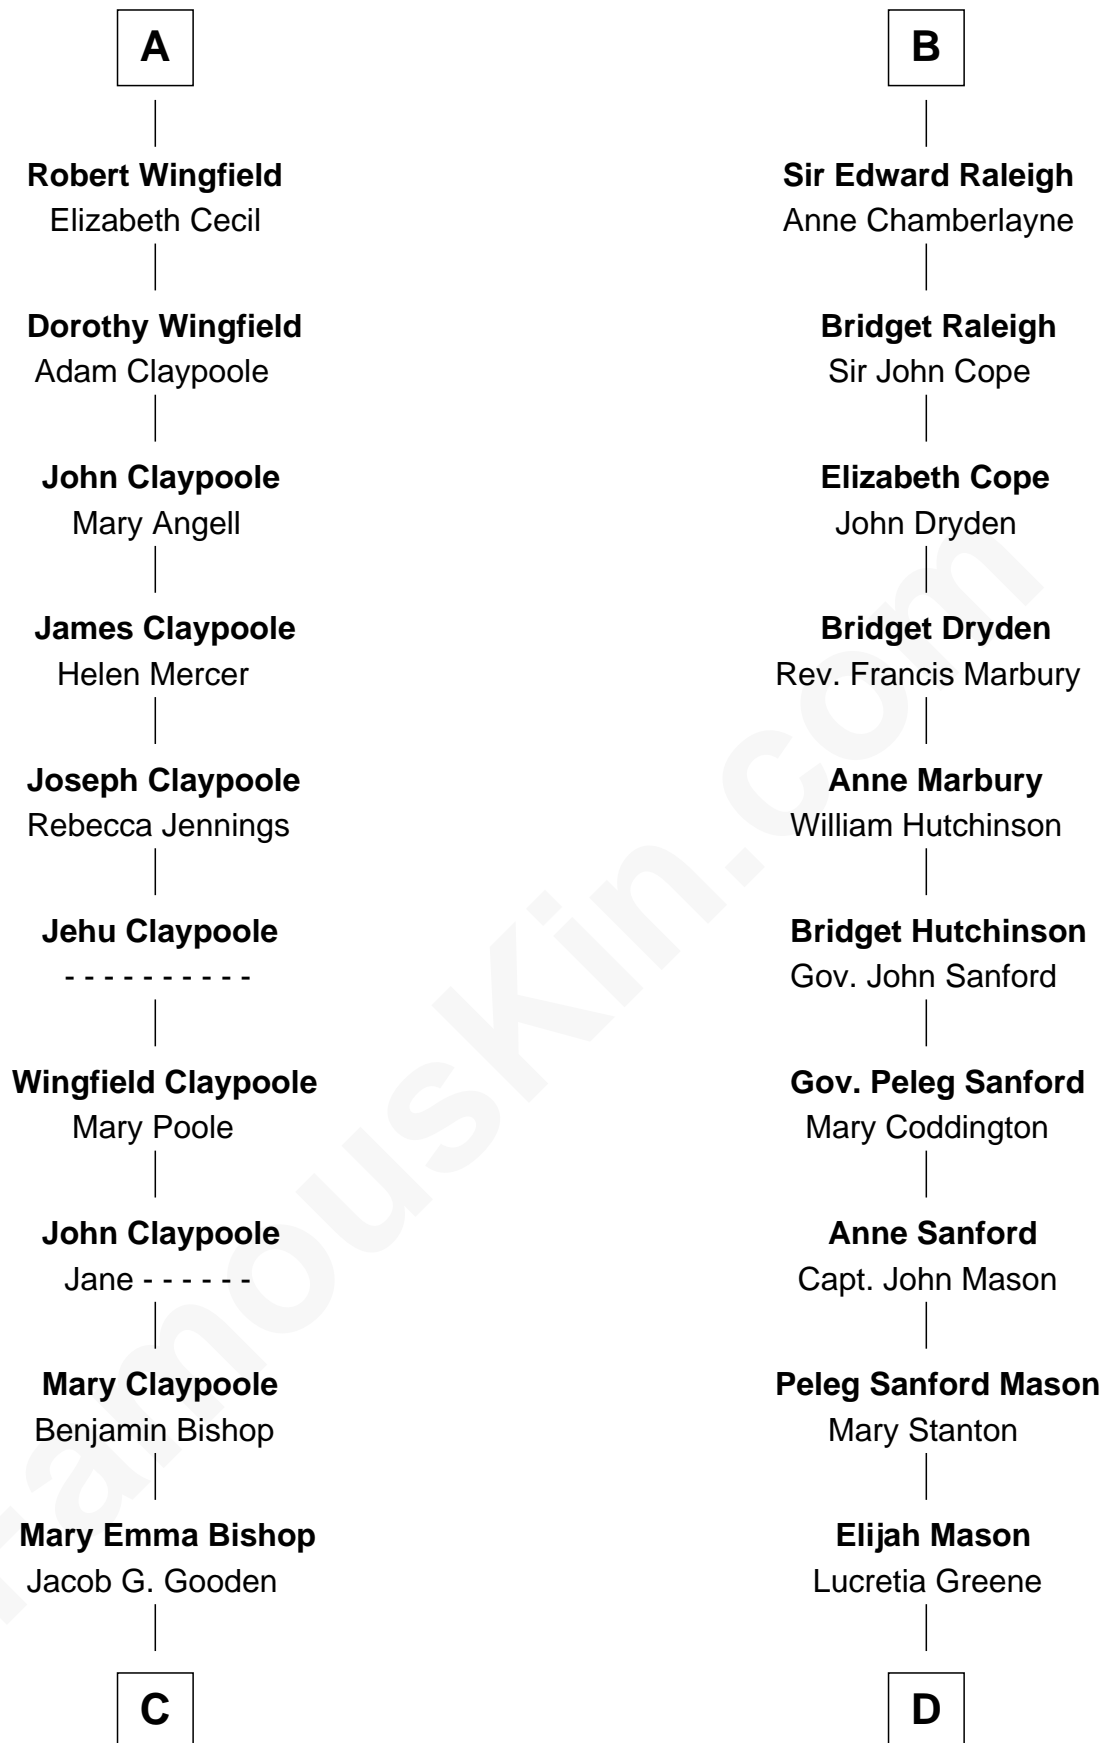 A
Robert Wingfield
Elizabeth Cecil
Dorothy Wingfield
Adam Claypoole
John Claypoole
Mary Angell
James Claypoole
Helen Mercer
Joseph Claypoole
Rebecca Jennings
Jehu Claypoole
- - - - - - - - - -
Wingfield Claypoole
Mary Poole
John Claypoole
Jane - - - - - -
Mary Claypoole
Benjamin Bishop
Mary Emma Bishop
Jacob G. Gooden
C
B
Sir Edward Raleigh
Anne Chamberlayne
Bridget Raleigh
Sir John Cope
Elizabeth Cope
John Dryden
Bridget Dryden
Rev. Francis Marbury
Anne Marbury
William Hutchinson
Bridget Hutchinson
Gov. John Sanford
Gov. Peleg Sanford
Mary Coddington
Anne Sanford
Capt. John Mason
Peleg Sanford Mason
Mary Stanton
Elijah Mason
Lucretia Greene
D
FamousKin.com